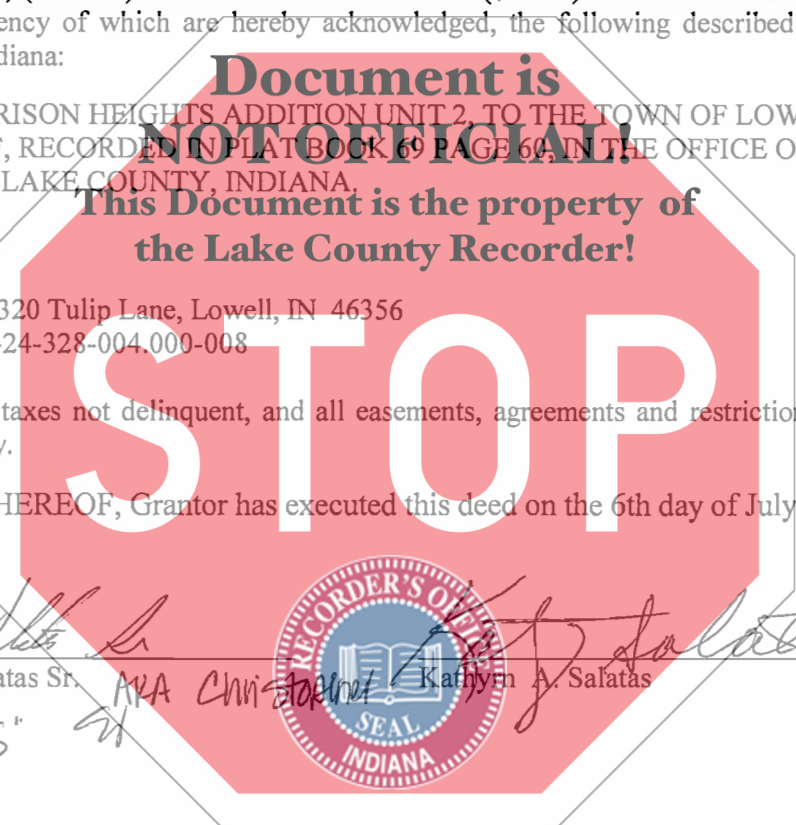 ency of which are hereby acknowledged, the following described
diana:
Document is
RISON HEIGHTS ADDITION UNIT 2, TO THE TOWN OF LOW
NOT OFFICIAL!
, RECORDED IN PLAT BOOK 69 PAGE 60, IN THE OFFICE O
LAKE COUNTY, INDIANA.
This Document is the property of
the Lake County Recorder!
320 Tulip Lane, Lowell, IN 46356
-24-328-004.000-008
STOP
taxes not delinquent, and all easements, agreements and restriction
y.
HEREOF, Grantor has executed this deed on the 6th day of July
RECORDER'S OFFICE
SEAL
INDIANA
atas Sr. AKA Christopher Kathyrn A. Salatas